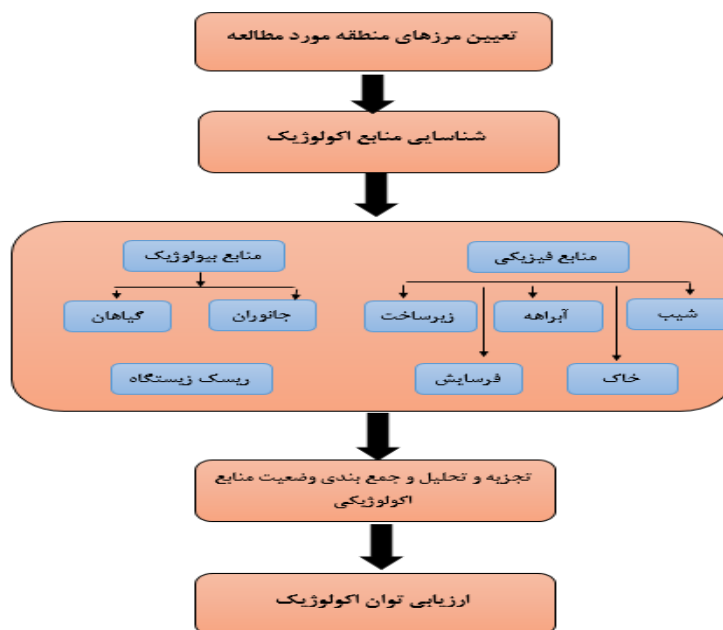 تعیین مرزهای منطقه مورد مطالعه
شناسایی منابع اکولوژیک
منابع فیزیکی
منابع بیولوژیک
شیب
آبراهه
زیرساخت
جانوران
گیاهان
خاک
فرسایش
ریسک زیستگاه
تجزیه و تحلیل و جمع بندی وضعیت منابع
اکولوژیکی
ارزیابی توان اکولوژیک